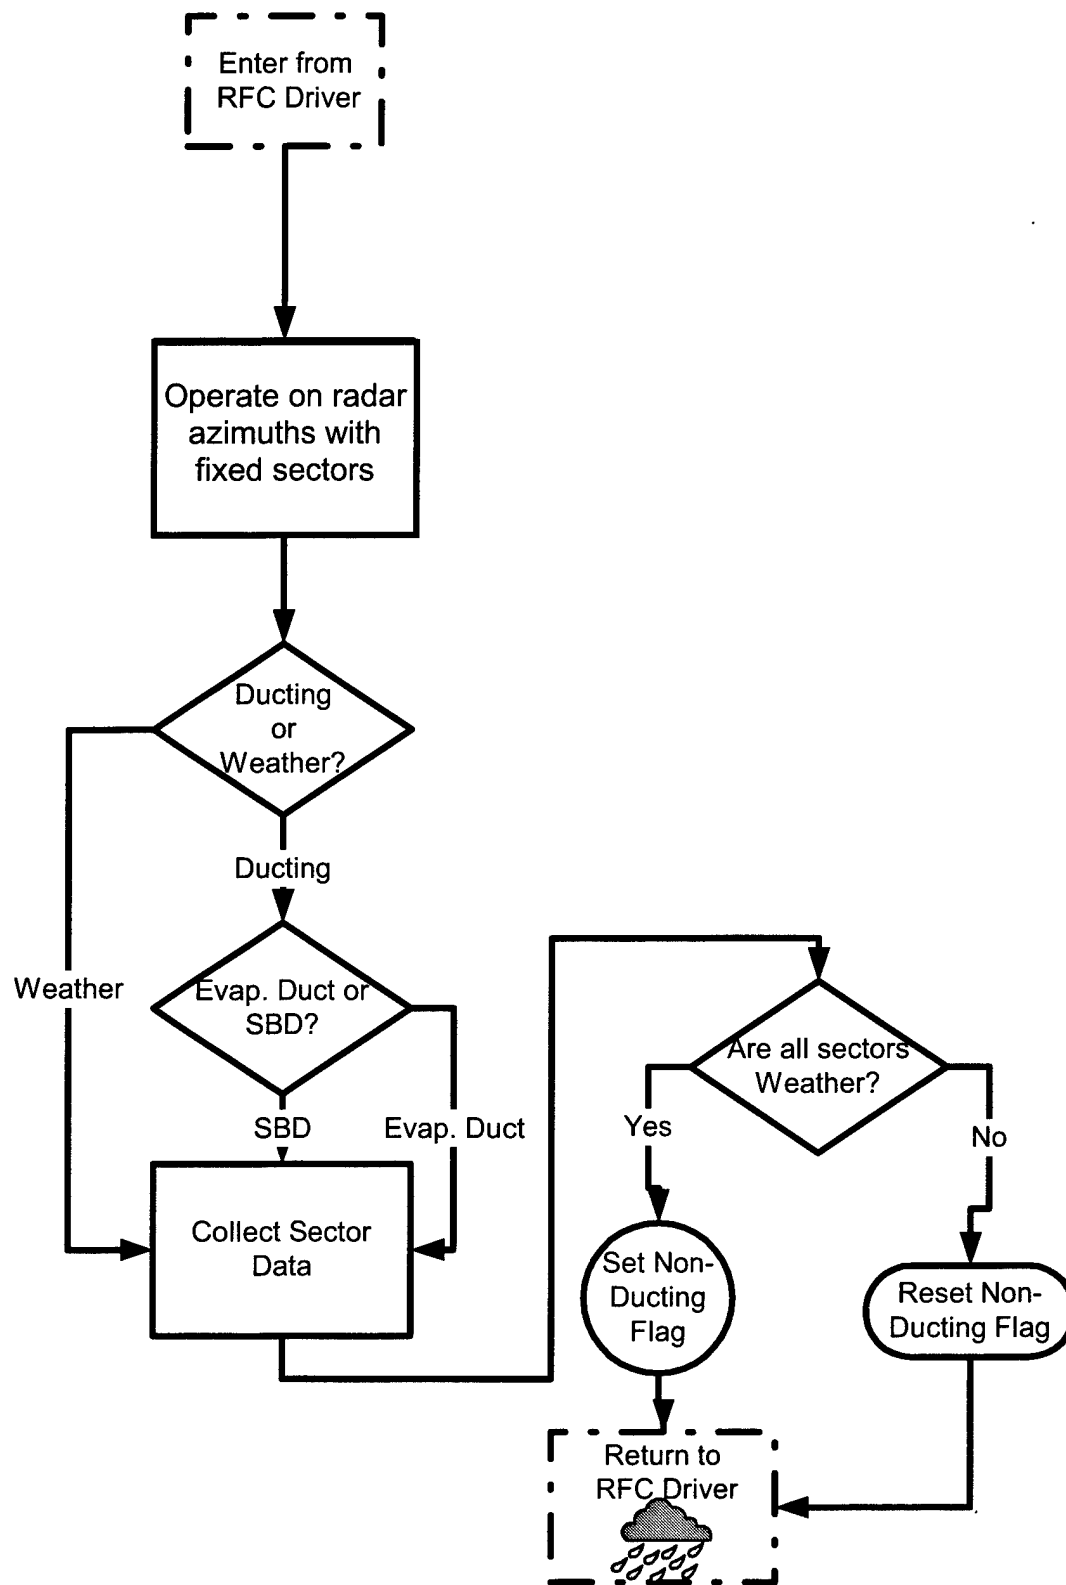 Enter from
RFC Driver
Operate on radar
azimuths with
fixed sectors
Ducting
or
Weather?
Ducting
Weather
Evap. Duct or
SBD?
SBD
Evap. Duct
Collect Sector
Data
Are all sectors
Weather?
Yes
No
Set Non-
Ducting
Flag
Reset Non-
Ducting Flag
Return to
RFC Driver